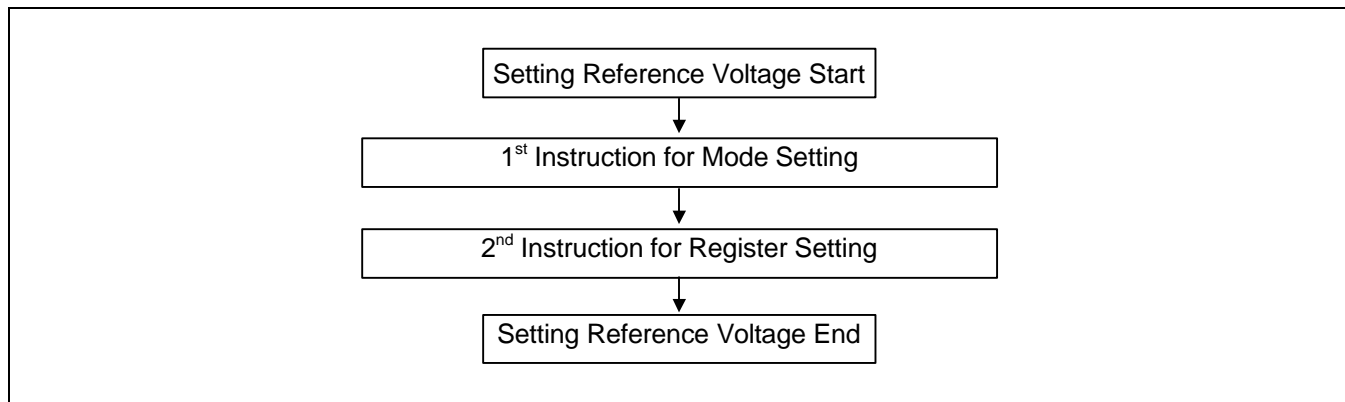 Setting Reference Voltage Start
1st Instruction for Mode Setting
2nd Instruction for Register Setting
Setting Reference Voltage End